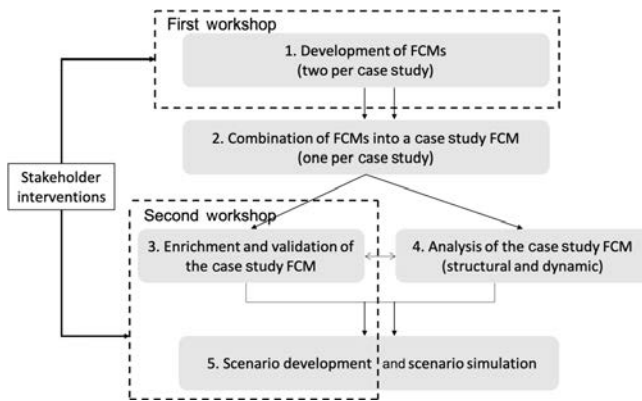 First workshop
1. Development of FCMs
(two per case study)
2. Combination of FCMs into a case study FCM
(one per case study)
Stakeholder
interventions
Second workshop
3. Enrichment and validation of
the case study FCM
4. Analysis of the case study FCM
(structural and dynamic)
5. Scenario development and scenario simulation